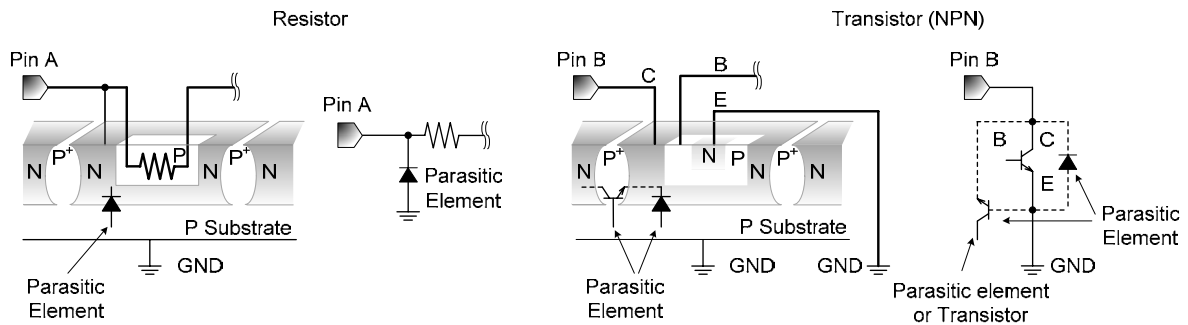 Resistor
Transistor (NPN)
Pin A
Pin B
C
B
E
Pin B
Pin A
N
P+
N
P
N
P+
N
Parasitic
Element
P Substrate
GND
Parasitic
Element
N
P+
N
N
P
N
P+
N
P Substrate
GND
GND
Parasitic
Element
B
C
E
Parasitic
Element
GND
Parasitic element
or Transistor